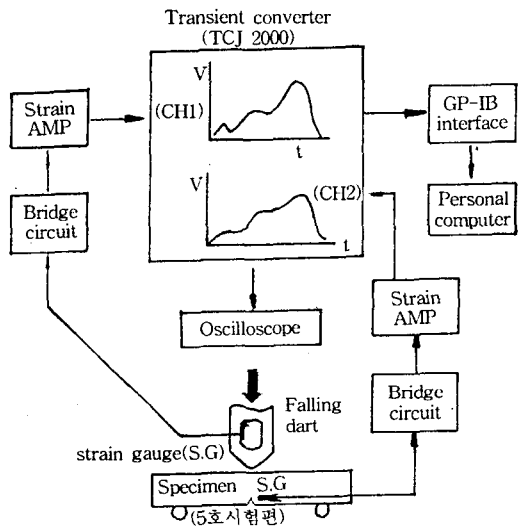 Transient converter
(TCJ 2000)
Strain
AMP
V
(CH1)
t
GP-IB
interface
V
(CH2)
t
Personal
computer
Bridge
circuit
Oscilloscope
Strain
AMP
Falling
dart
Bridge
circuit
strain gauge(S.G)
Specimen S.G
(5호시험편)